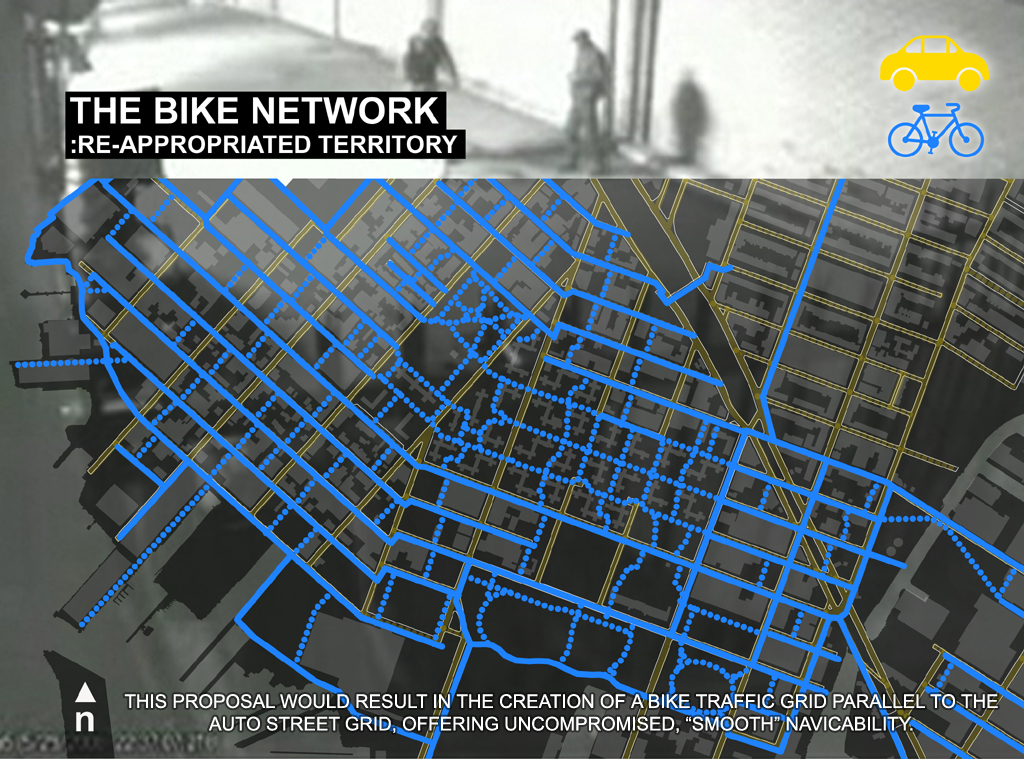 THE BIKE NETWORK
:RE-APPROPRIATED TERRITORY
n
THIS PROPOSAL WOULD RESULT IN THE CREATION OF A BIKE TRAFFIC GRID PARALLEL TO THE
AUTO STREET GRID, OFFERING UNCOMPROMISED, “SMOOTH” NAVICABILITY.